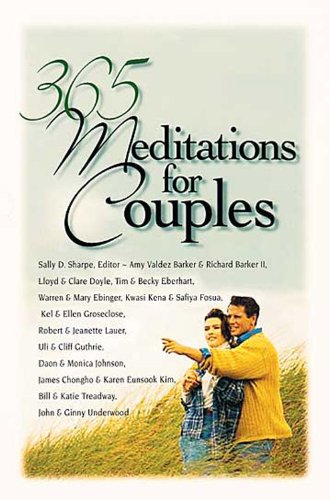 365
Meditations
for
Couples
Sally D. Sharpe, Editor ~ Amy Valdez Barker & Richard Barker II,
Lloyd & Clare Doyle, Tim & Becky Eberhart,
Warren & Mary Ebinger, Kwasi Kena & Safiya Fosua,
Kel & Ellen Groseclose,
Robert & Jeanette Lauer,
Uli & Cliff Guthrie,
Daon & Monica Johnson,
James Chongho & Karen Eunsook Kim,
Bill & Katie Treadway,
John & Ginny Underwood